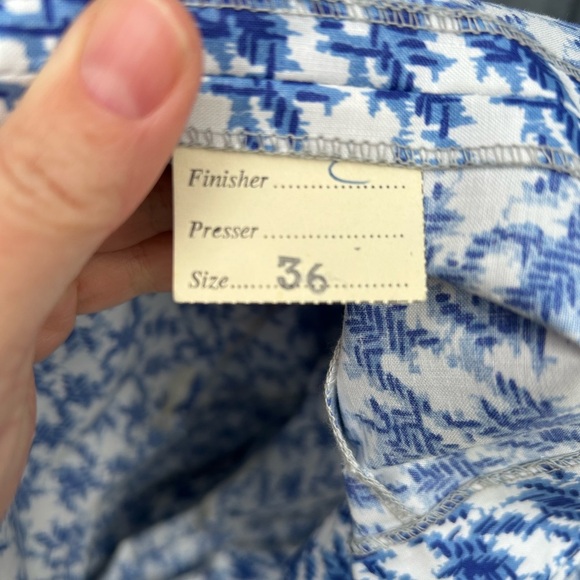 Finisher ....................
Presser ......................
Size..... 36 ................